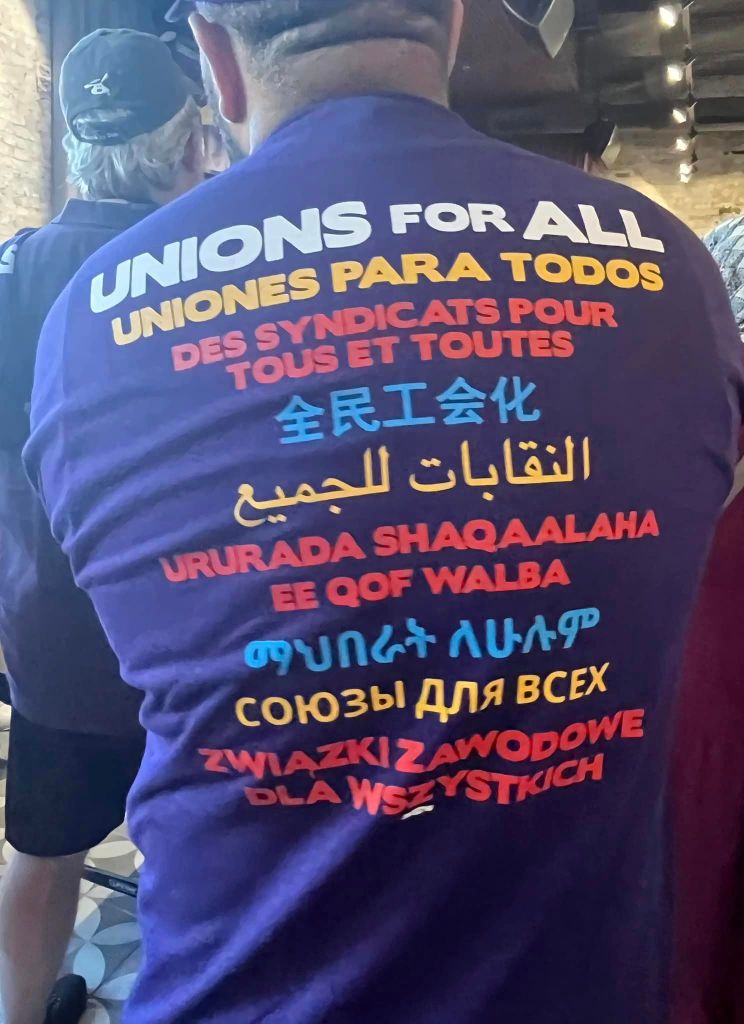 UNIONS FOR ALL
UNIONES PARA TODOS
DES SYNDICATS POUR
TOUS ET TOUTES
全民工会化
النقابات للجميع
URURADA SHAQAALAHA
EE QOF WALBA
ማህበራት ለሁሉም
СОЮЗЫ ДЛЯ ВСЕХ
ZWIĄZKI ZAWODOWE
DLA WSZYSTKICH